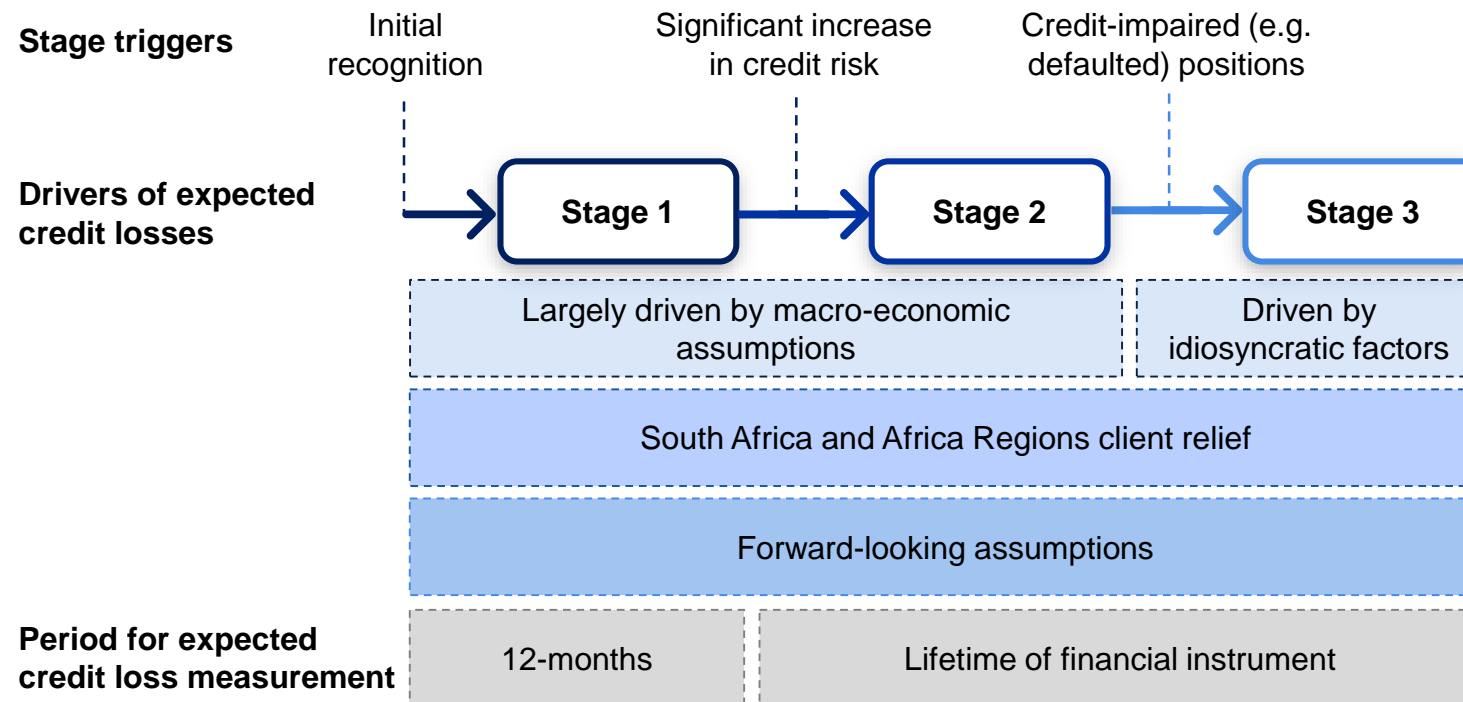 Stage triggers
Initial
recognition
Significant increase
in credit risk
Credit-impaired (e.g.
defaulted) positions
Drivers of expected
credit losses
Stage 1
Stage 2
Stage 3
Largely driven by macro-economic
assumptions
Driven by
idiosyncratic factors
South Africa and Africa Regions client relief
Forward-looking assumptions
Period for expected
credit loss measurement
12-months
Lifetime of financial instrument